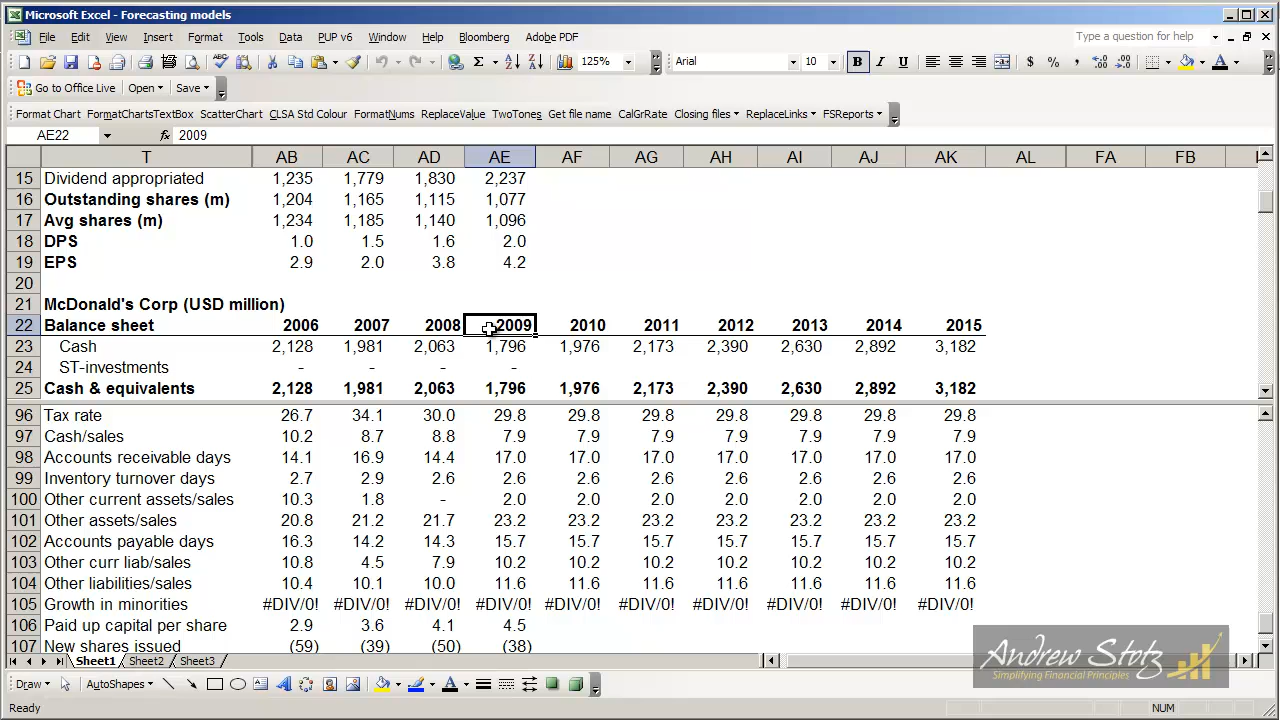 Microsoft Excel - Forecasting models
File Edit View Insert Format Tools Data PUP v6 Window Help Bloomberg Adobe PDF Type a question for help
125% Arial 10 B I U $ % ,
Go to Office Live Open Save
Format Chart FormatChartsTextBox ScatterChart CLSA Std Colour FormatNums ReplaceValue TwoTones Get file name CalGrRate Closing files ReplaceLinks FSReports
AE22 fx 2009
T AB AC AD AE AF AG AH AI AJ AK AL FA FB
15 Dividend appropriated 1,235 1,779 1,830 2,237
16 Outstanding shares (m) 1,204 1,165 1,115 1,077
17 Avg shares (m) 1,234 1,185 1,140 1,096
18 DPS 1.0 1.5 1.6 2.0
19 EPS 2.9 2.0 3.8 4.2
20
21 McDonald's Corp (USD million)
22 Balance sheet 2006 2007 2008 2009 2010 2011 2012 2013 2014 2015
23 Cash 2,128 1,981 2,063 1,796 1,976 2,173 2,390 2,630 2,892 3,182
24 ST-investments - - - -
25 Cash & equivalents 2,128 1,981 2,063 1,796 1,976 2,173 2,390 2,630 2,892 3,182
96 Tax rate 26.7 34.1 30.0 29.8 29.8 29.8 29.8 29.8 29.8 29.8
97 Cash/sales 10.2 8.7 8.8 7.9 7.9 7.9 7.9 7.9 7.9 7.9
98 Accounts receivable days 14.1 16.9 14.4 17.0 17.0 17.0 17.0 17.0 17.0 17.0
99 Inventory turnover days 2.7 2.9 2.6 2.6 2.6 2.6 2.6 2.6 2.6 2.6
100 Other current assets/sales 10.3 1.8 - 2.0 2.0 2.0 2.0 2.0 2.0 2.0
101 Other assets/sales 20.8 21.2 21.7 23.2 23.2 23.2 23.2 23.2 23.2 23.2
102 Accounts payable days 16.3 14.2 14.3 15.7 15.7 15.7 15.7 15.7 15.7 15.7
103 Other curr liab/sales 10.8 4.5 7.9 10.2 10.2 10.2 10.2 10.2 10.2 10.2
104 Other liabilities/sales 10.4 10.1 10.0 11.6 11.6 11.6 11.6 11.6 11.6 11.6
105 Growth in minorities #DIV/0! #DIV/0! #DIV/0! #DIV/0! #DIV/0! #DIV/0! #DIV/0! #DIV/0! #DIV/0! #DIV/0!
106 Paid up capital per share 2.9 3.6 4.1 4.5
107 New shares issued (59) (39) (50) (38)
Andrew Stotz
Simplifying Financial Principles
Sheet1 Sheet2 Sheet3
Draw AutoShapes
Ready NUM